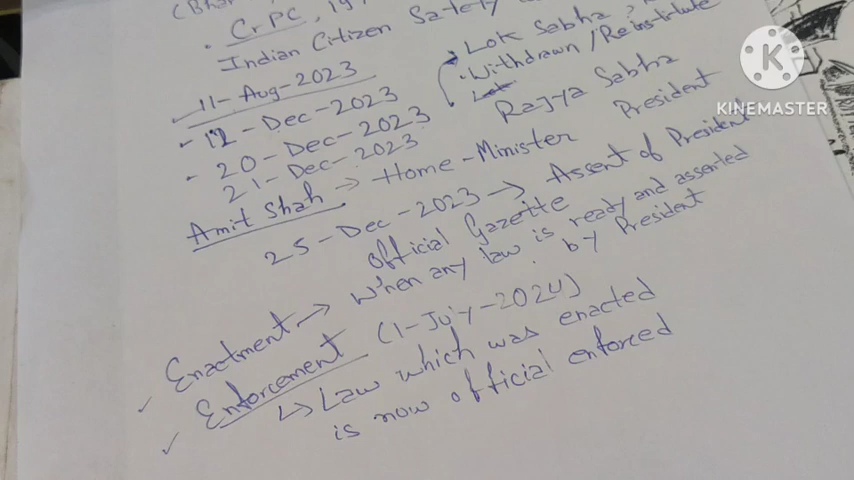 (Bha
• CrPC, 19
Indian Citizen Safety
11-Aug-2023
Lok Sabha,
• Withdrawn/Reinstitute
- 12-Dec-2023
- 20-Dec-2023
Rajya Sabha
21-Dec-2023
President
Amit Shah → Home-Minister
25-Dec-2023 → Assent of President
Official Gazette
Enactment → When any law is ready and assented
by President
Enforcement (1-July-2024)
↳ Law which was enacted
is now official enforced
K
KINEMASTER